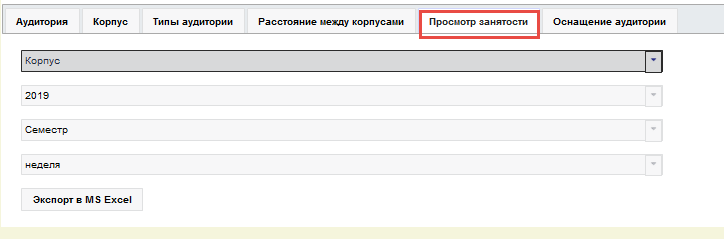 Аудитория Корпус Типы аудитории Расстояние между корпусами Просмотр занятости Оснащение аудитории
Корпус
2019
Семестр
неделя
Экспорт в MS Excel